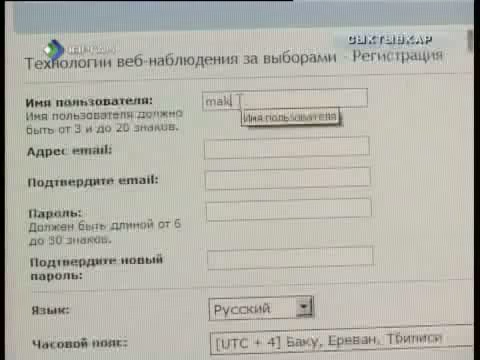 СЫКТЫВКАР
Технологии веб-наблюдения за выборами - Регистрация
Имя пользователя:
mak
Имя пользователя должно
быть от 3 и до 20 знаков.
Имя пользователя
Адрес email:
Подтвердите email:
Пароль:
Должен быть длиной от 6
до 30 знаков.
Подтвердите новый
пароль:
Язык:
Русский
Часовой пояс:
[UTC + 4] Баку, Ереван, Тбилиси